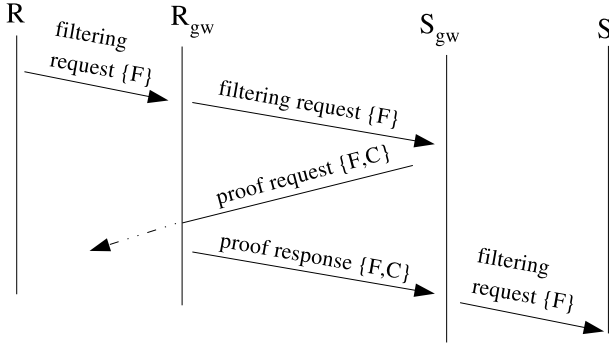 R
R_gw
S_gw
S
filtering
request {F}
filtering request {F}
proof request {F,C}
proof response {F,C}
filtering
request {F}